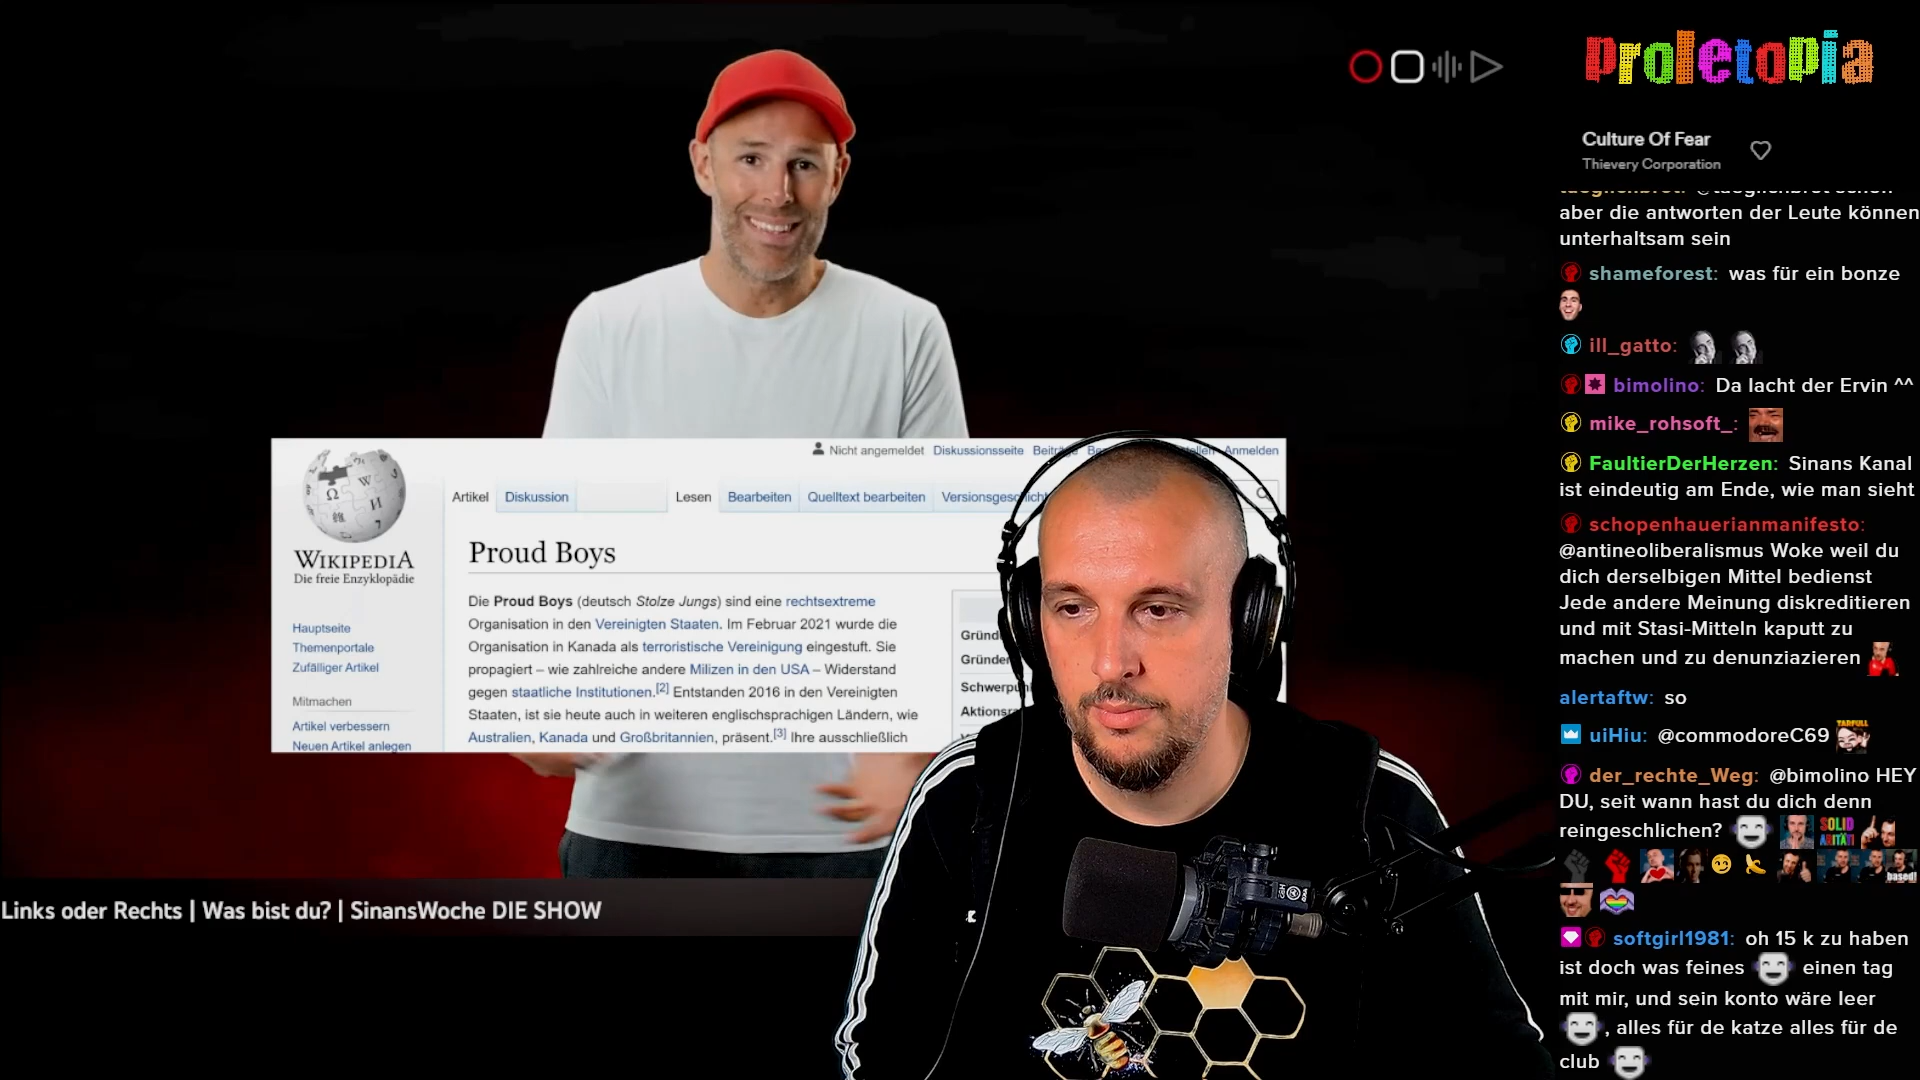 Proletopia
Culture Of Fear
Thievery Corporation
aber die antworten der Leute können
unterhaltsam sein
shameforest: was für ein bonze
ill_gatto:
bimolino: Da lacht der Ervin ^^
mike_rohsoft_:
FaultierDerHerzen: Sinans Kanal
ist eindeutig am Ende, wie man sieht
schopenhauerianmanifesto:
@antineoliberalismus Woke weil du
dich derselbigen Mittel bedienst
Jede andere Meinung diskreditieren
und mit Stasi-Mitteln kaputt zu
machen und zu denunziazieren
alertaftw: so
uiHiu: @commodoreC69
der_rechte_Weg: @bimolino HEY
DU, seit wann hast du dich denn
reingeschlichen? SOLID ARITÄT!
based!
softgirl1981: oh 15 k zu haben
ist doch was feines einen tag
mit mir, und sein konto wäre leer
, alles für de katze alles für de
club
Nicht angemeldet Diskussionsseite Anmelden
Artikel Diskussion Lesen Bearbeiten Quelltext bearbeiten
WIKIPEDIA
Die freie Enzyklopädie
Hauptseite
Themenportale
Zufälliger Artikel
Mitmachen
Artikel verbessern
Neuen Artikel anlegen
Proud Boys
Die Proud Boys (deutsch Stolze Jungs) sind eine rechtsextreme
Organisation in den Vereinigten Staaten. Im Februar 2021 wurde die
Organisation in Kanada als terroristische Vereinigung eingestuft. Sie
propagiert – wie zahlreiche andere Milizen in den USA – Widerstand
gegen staatliche Institutionen.[2] Entstanden 2016 in den Vereinigten
Staaten, ist sie heute auch in weiteren englischsprachigen Ländern, wie
Australien, Kanada und Großbritannien, präsent.[3] Ihre ausschließlich
Links oder Rechts | Was bist du? | SinansWoche DIE SHOW